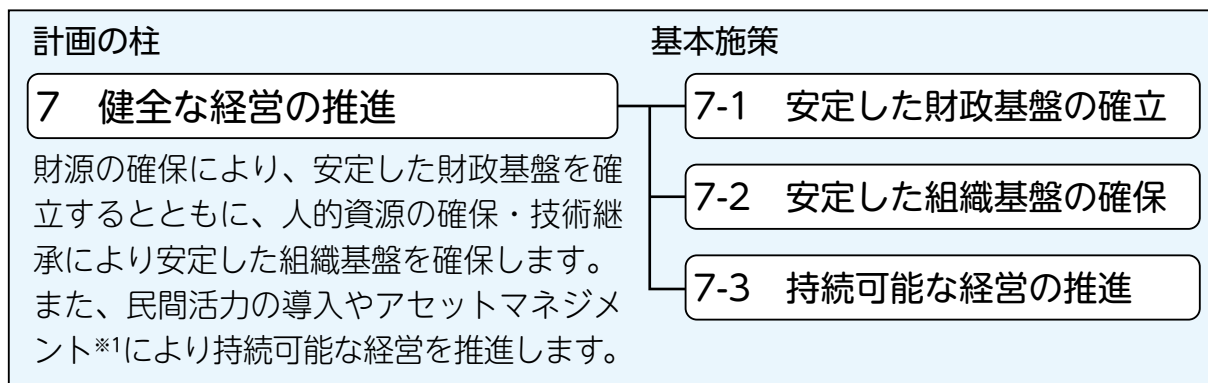 計画の柱
7　健全な経営の推進
財源の確保により、安定した財政基盤を確
立するとともに、人的資源の確保・技術継
承により安定した組織基盤を確保します。
また、民間活力の導入やアセットマネジメ
ント※1により持続可能な経営を推進します。
基本施策
7-1　安定した財政基盤の確立
7-2　安定した組織基盤の確保
7-3　持続可能な経営の推進